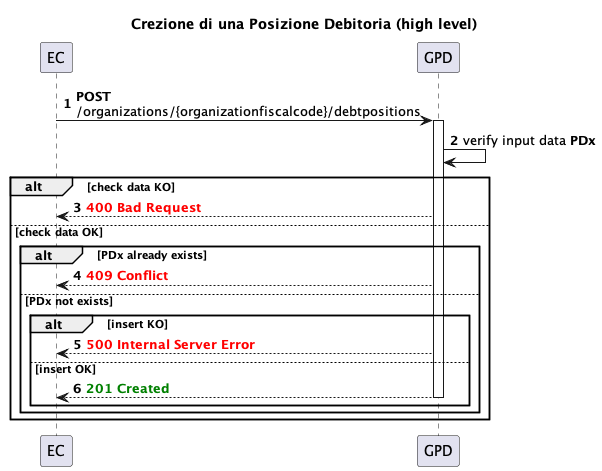 Crezione di una Posizione Debitoria (high level)
EC GPD
1 POST
/organizations/{organizationfiscalcode}/debtpositions
2 verify input data PDx
alt [check data KO]
3 400 Bad Request
[check data OK]
alt [PDx already exists]
4 409 Conflict
[PDx not exists]
alt [insert KO]
5 500 Internal Server Error
[insert OK]
6 201 Created
EC GPD